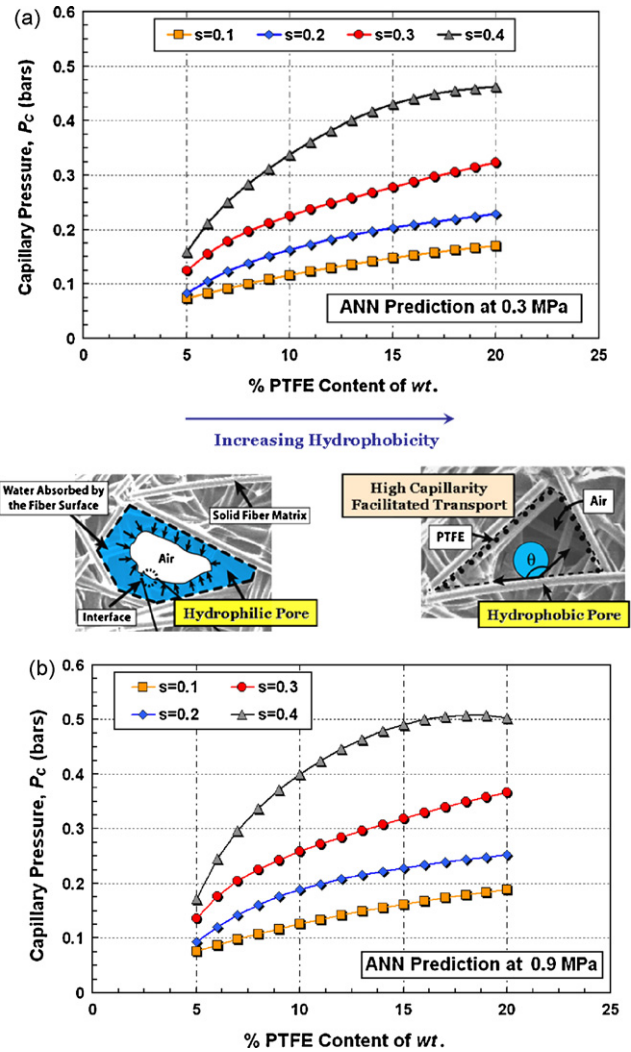 (a)
s=0.1 s=0.2 s=0.3 s=0.4
Capillary Pressure, PC (bars)
0.6
0.5
0.4
0.3
0.2
0.1
0
ANN Prediction at 0.3 MPa
0 5 10 15 20 25
% PTFE Content of wt.
Increasing Hydrophobicity
Water Absorbed by
the Fiber Surface
Solid Fiber Matrix
Air
Interface
Hydrophilic Pore
High Capillarity
Facilitated Transport
Air
PTFE
θ
Hydrophobic Pore
(b)
s=0.1 s=0.3
s=0.2 s=0.4
Capillary Pressure, PC (bars)
0.6
0.5
0.4
0.3
0.2
0.1
0
ANN Prediction at 0.9 MPa
0 5 10 15 20 25
% PTFE Content of wt.